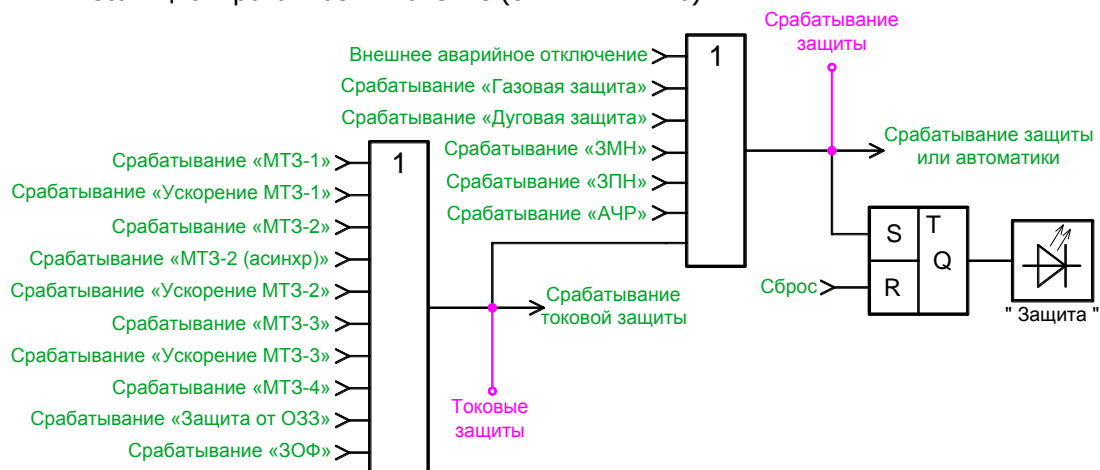 Срабатывание
защиты
Внешнее аварийное отключение
1
Срабатывание «Газовая защита»
Срабатывание «Дуговая защита»
Срабатывание «ЗМН»
Срабатывание «ЗПН»
Срабатывание «АЧР»
Срабатывание защиты
или автоматики
1
Срабатывание «МТЗ-1»
Срабатывание «Ускорение МТЗ-1»
Срабатывание «МТЗ-2»
Срабатывание «МТЗ-2 (асинхр)»
Срабатывание «Ускорение МТЗ-2»
Срабатывание «МТЗ-3»
Срабатывание «Ускорение МТЗ-3»
Срабатывание «МТЗ-4»
Срабатывание «Защита от ОЗЗ»
Срабатывание «ЗОФ»
Срабатывание
токовой защиты
Токовые
защиты
S
T
Q
Сброс
R
" Защита "